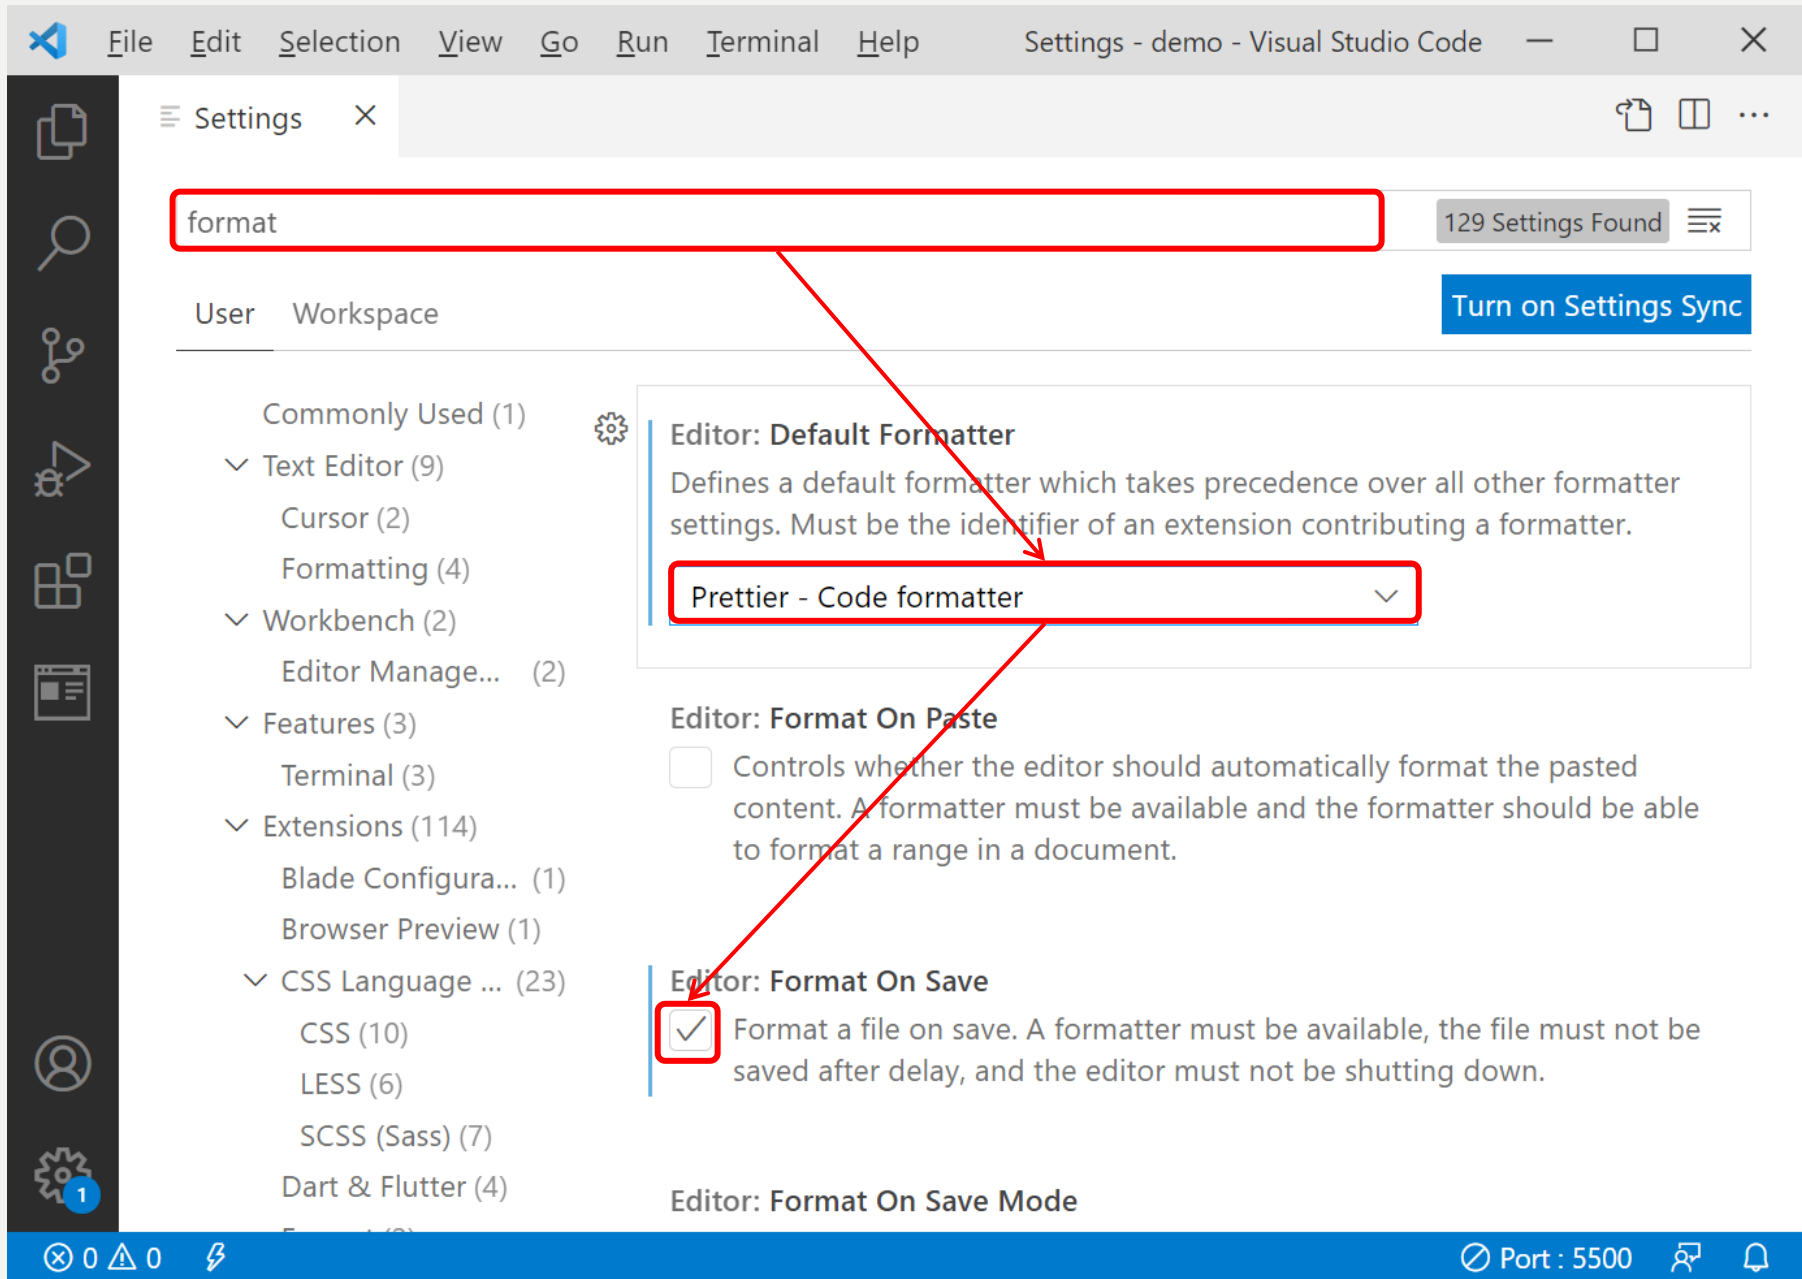 File Edit Selection View Go Run Terminal Help Settings - demo - Visual Studio Code
Settings
format
129 Settings Found
User Workspace
Turn on Settings Sync
Commonly Used (1)
Text Editor (9)
Cursor (2)
Formatting (4)
Workbench (2)
Editor Manage... (2)
Features (3)
Terminal (3)
Extensions (114)
Blade Configura... (1)
Browser Preview (1)
CSS Language ... (23)
CSS (10)
LESS (6)
SCSS (Sass) (7)
Dart & Flutter (4)
Editor: Default Formatter
Defines a default formatter which takes precedence over all other formatter
settings. Must be the identifier of an extension contributing a formatter.
Prettier - Code formatter
Editor: Format On Paste
Controls whether the editor should automatically format the pasted
content. A formatter must be available and the formatter should be able
to format a range in a document.
Editor: Format On Save
Format a file on save. A formatter must be available, the file must not be
saved after delay, and the editor must not be shutting down.
Editor: Format On Save Mode
1
0 0
Port : 5500